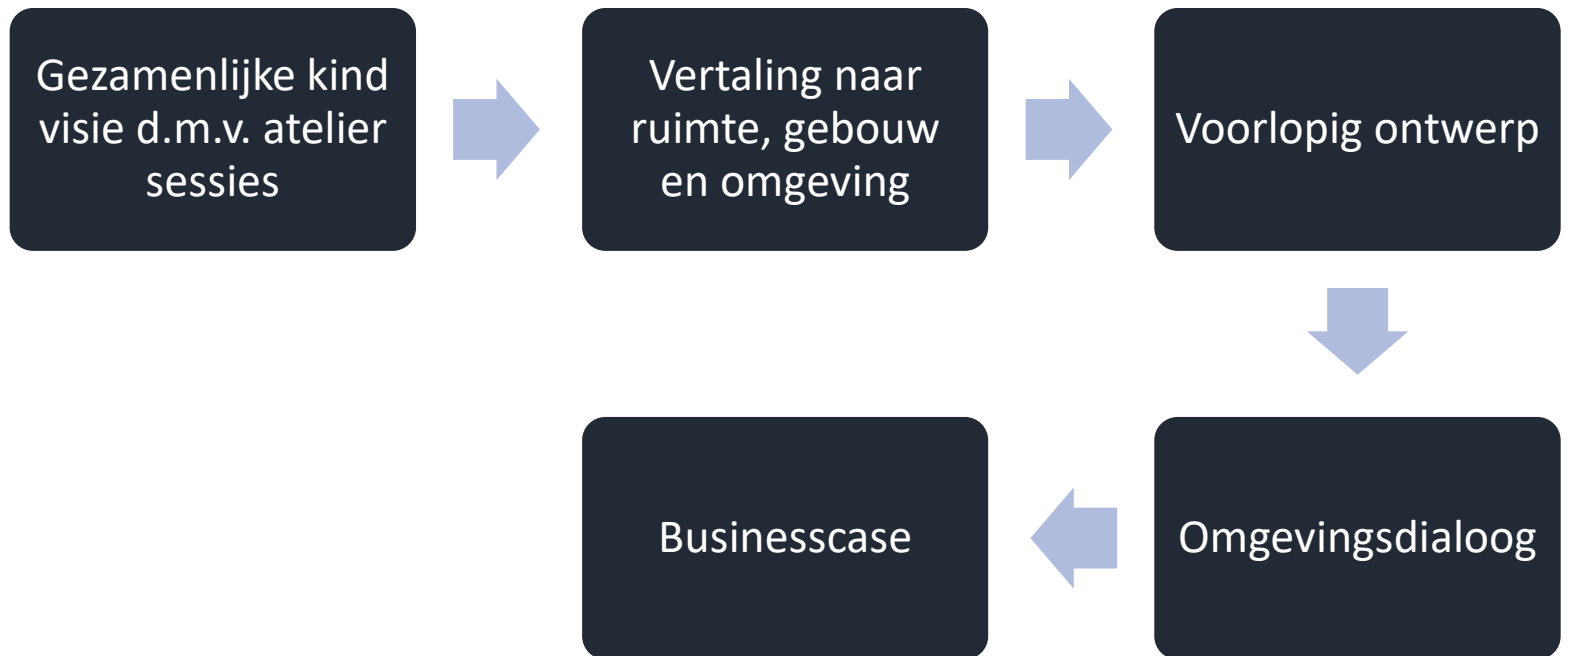 Gezamenlijke kind
visie d.m.v. atelier
sessies
Vertaling naar
ruimte, gebouw
en omgeving
Voorlopig ontwerp
Omgevingsdialoog
Businesscase